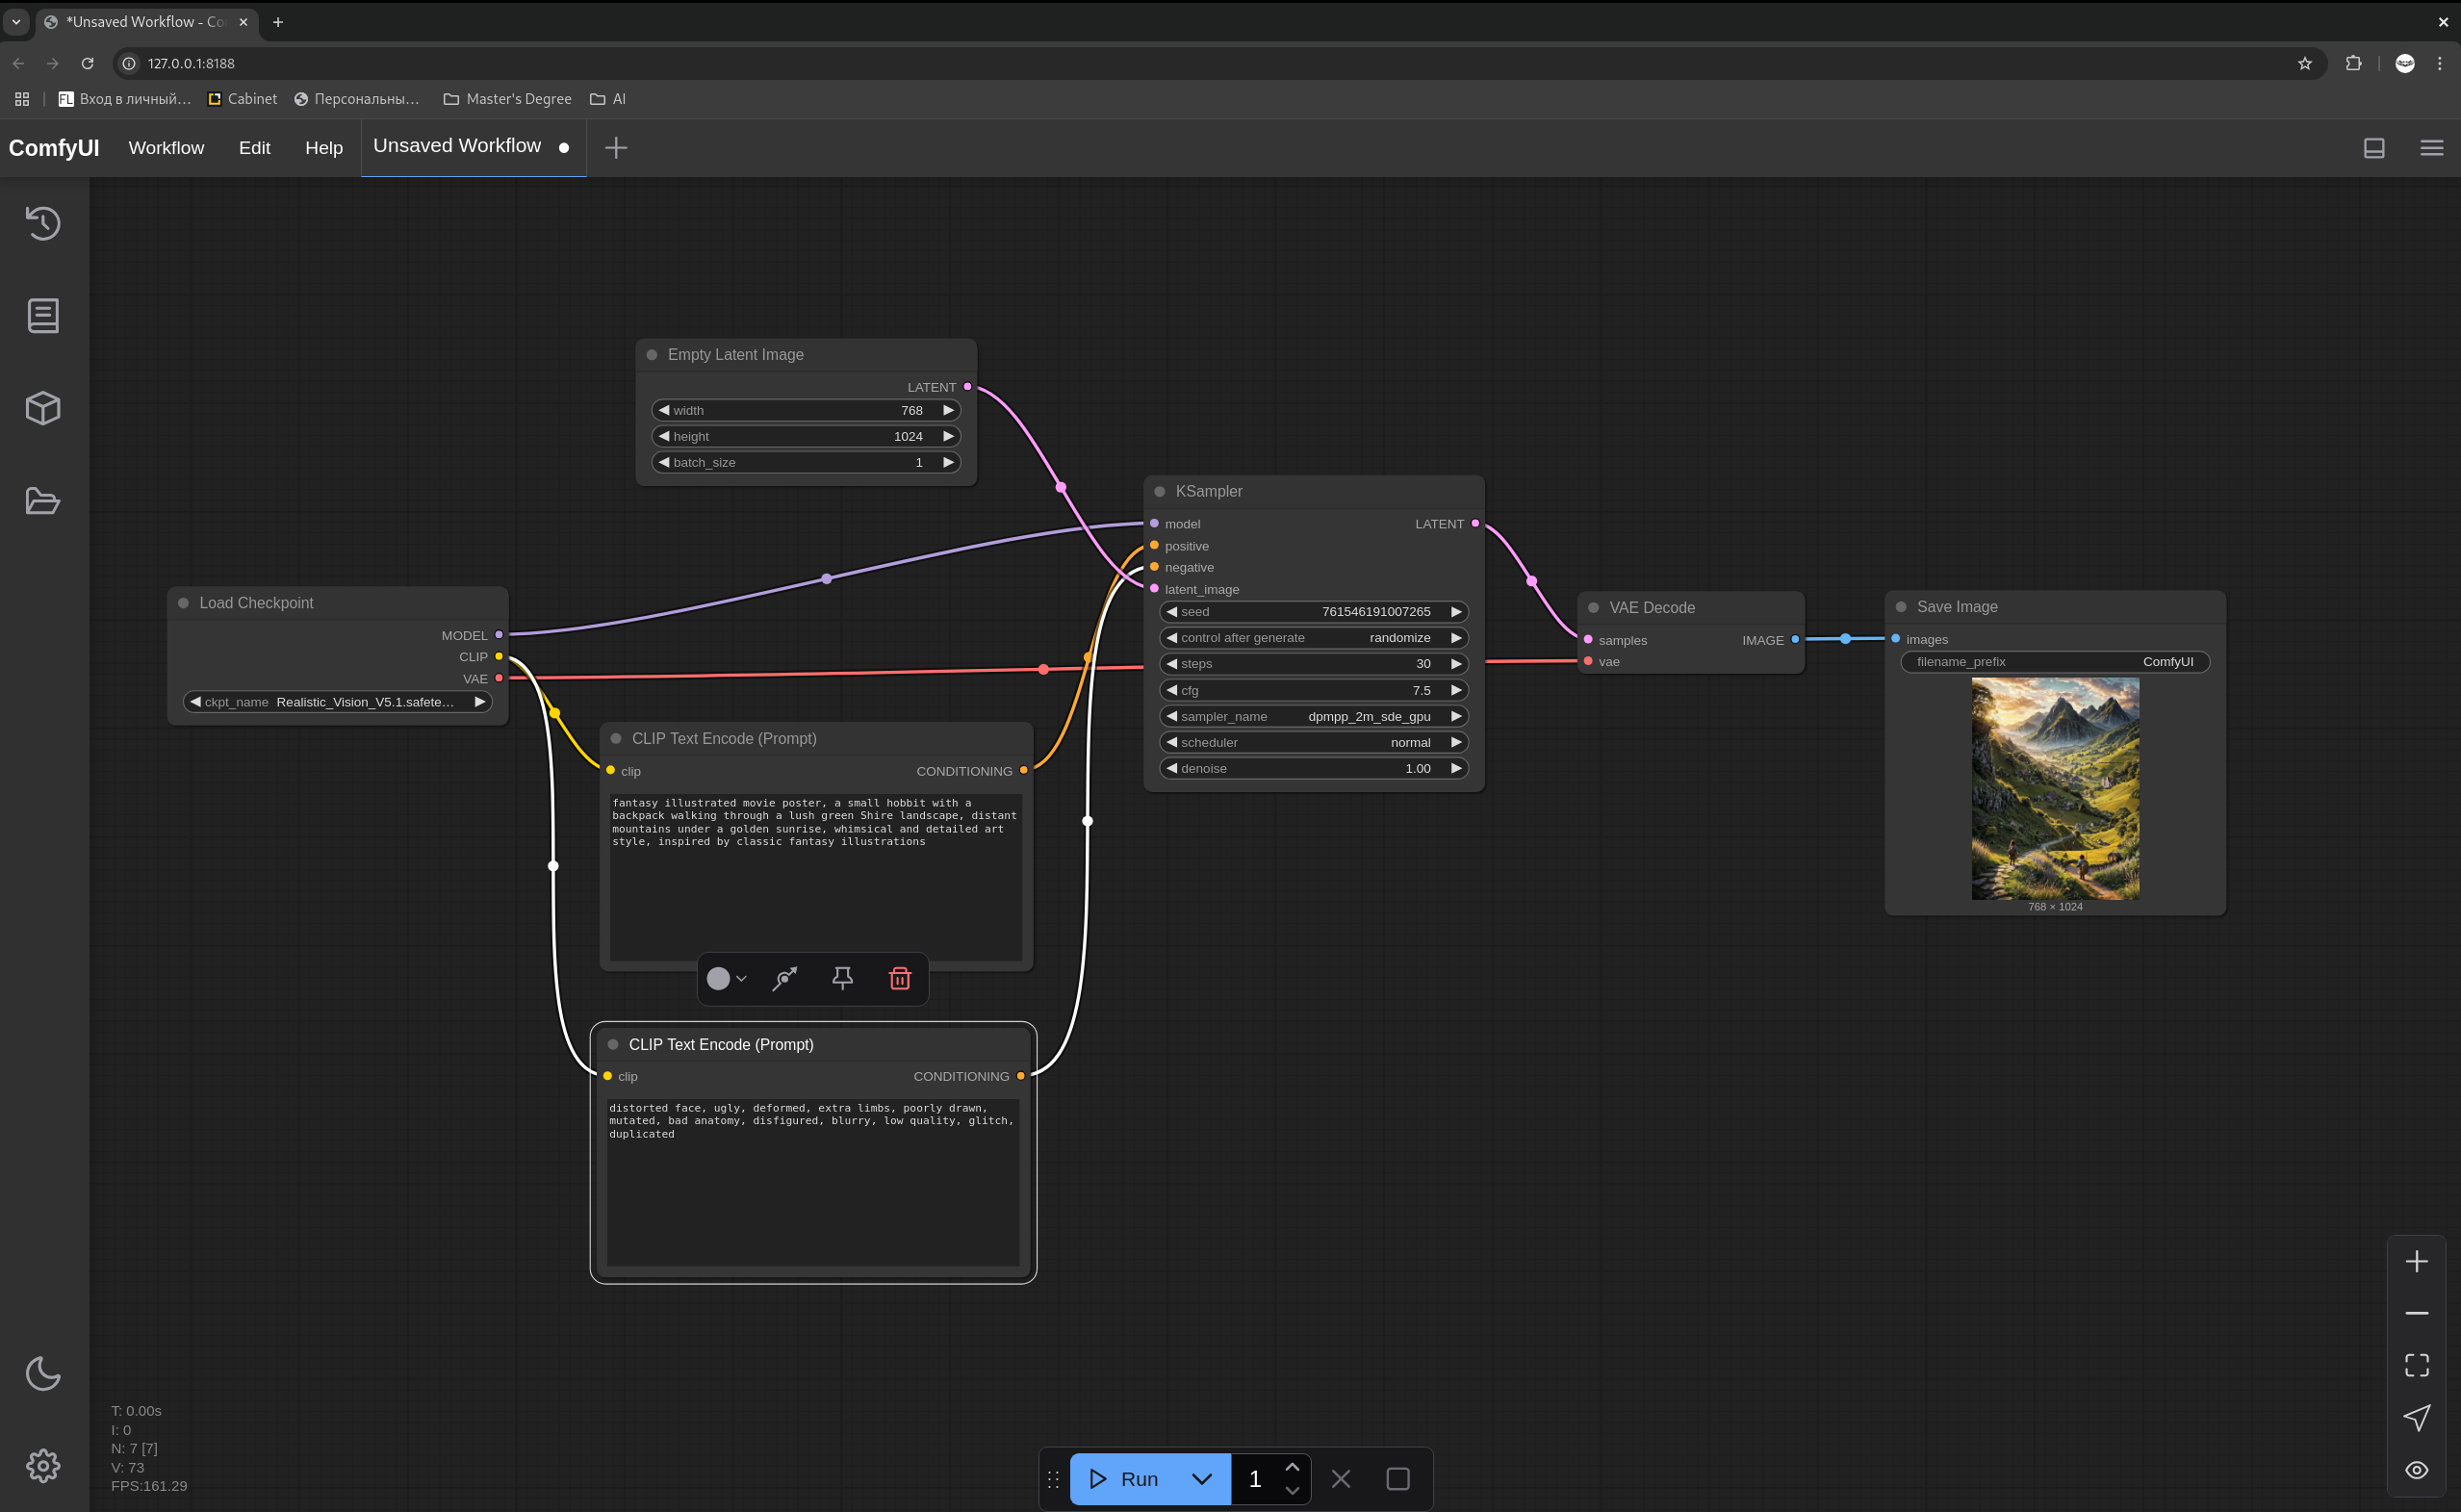 *Unsaved Workflow - Co
127.0.0.1:8188
FL Вход в личный… Cabinet Персональны… Master's Degree AI
ComfyUI Workflow Edit Help Unsaved Workflow
Empty Latent Image
LATENT
width 768
height 1024
batch_size 1
KSampler
model LATENT
positive
negative
latent_image
seed 761546191007265
control after generate randomize
steps 30
cfg 7.5
sampler_name dpmpp_2m_sde_gpu
scheduler normal
denoise 1.00
Load Checkpoint
MODEL
CLIP
VAE
ckpt_name Realistic_Vision_V5.1.safete…
VAE Decode
samples IMAGE
vae
Save Image
images
filename_prefix ComfyUI
768 × 1024
CLIP Text Encode (Prompt)
clip CONDITIONING
fantasy illustrated movie poster, a small hobbit with a
backpack walking through a lush green Shire landscape, distant
mountains under a golden sunrise, whimsical and detailed art
style, inspired by classic fantasy illustrations
CLIP Text Encode (Prompt)
clip CONDITIONING
distorted face, ugly, deformed, extra limbs, poorly drawn,
mutated, bad anatomy, disfigured, blurry, low quality, glitch,
duplicated
T: 0.00s
I: 0
N: 7 [7]
V: 73
FPS:161.29
Run 1